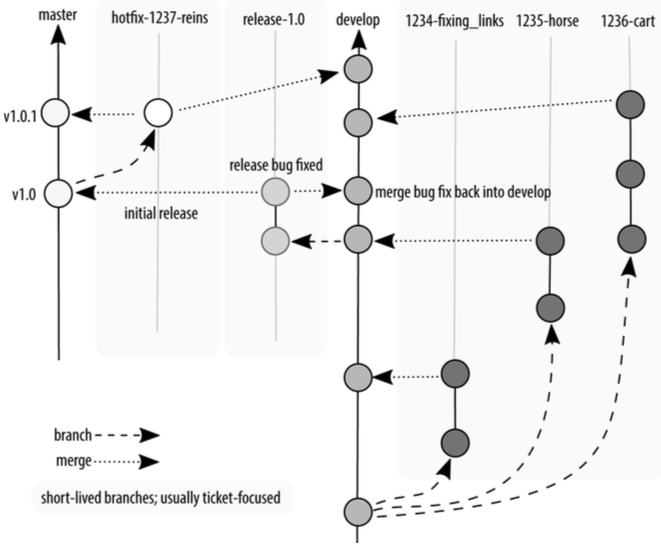 master
hotfix-1237-reins
release-1.0
develop
1234-fixing_links
1235-horse
1236-cart
v1.0.1
release bug fixed
v1.0
merge bug fix back into develop
initial release
branch
merge
short-lived branches; usually ticket-focused